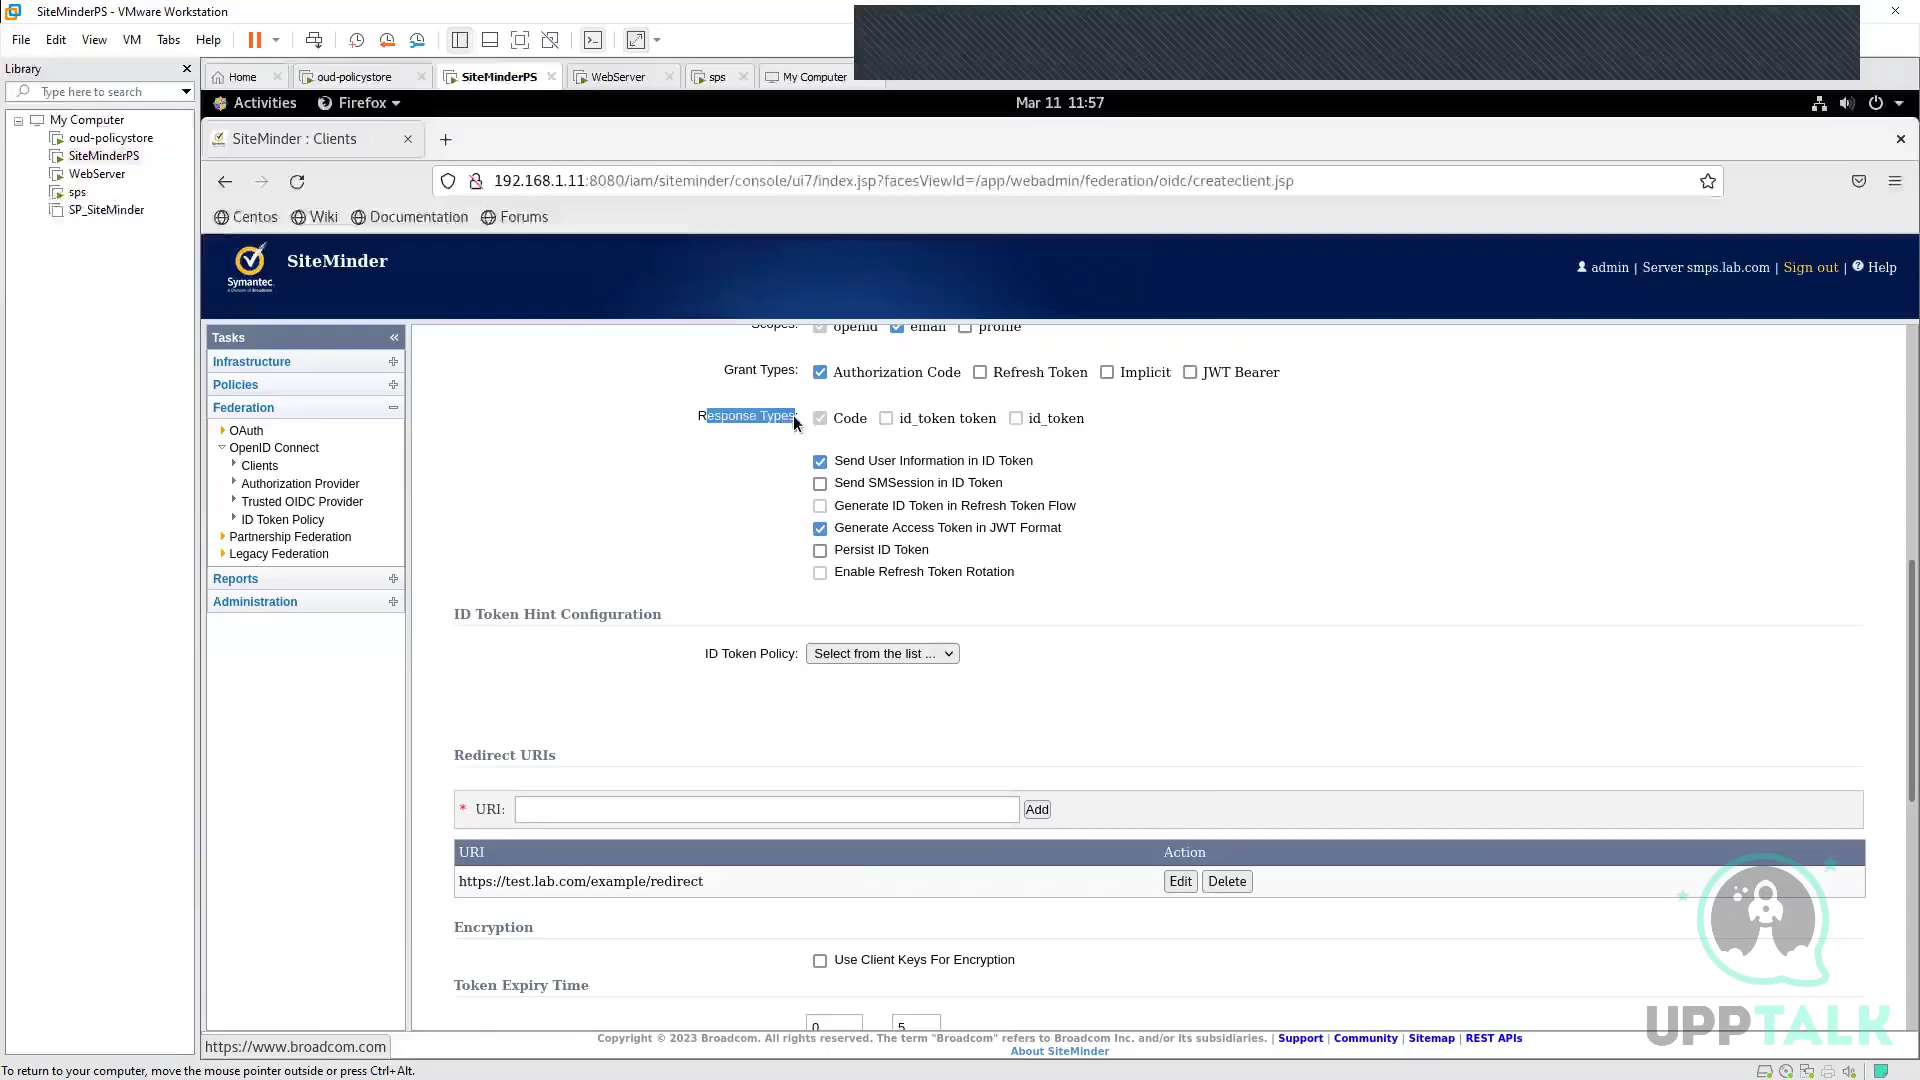 SiteMinderPS - VMware Workstation
File Edit View VM Tabs Help
Library
Type here to search
Home oud-policystore SiteMinderPS WebServer sps My Computer
My Computer
oud-policystore
SiteMinderPS
WebServer
sps
SP_SiteMinder
Activities Firefox Mar 11 11:57
SiteMinder : Clients
192.168.1.11:8080/iam/siteminder/console/ui7/index.jsp?facesViewId=/app/webadmin/federation/oidc/createclient.jsp
Centos Wiki Documentation Forums
Symantec
SiteMinder
admin | Server smps.lab.com | Sign out | Help
Tasks
Infrastructure
Policies
Federation
OAuth
OpenID Connect
Clients
Authorization Provider
Trusted OIDC Provider
ID Token Policy
Partnership Federation
Legacy Federation
Reports
Administration
Scopes: openid email profile
Grant Types: Authorization Code Refresh Token Implicit JWT Bearer
Response Types: Code id_token token id_token
Send User Information in ID Token
Send SMSession in ID Token
Generate ID Token in Refresh Token Flow
Generate Access Token in JWT Format
Persist ID Token
Enable Refresh Token Rotation
ID Token Hint Configuration
ID Token Policy: Select from the list ...
Redirect URIs
* URI: Add
URI Action
https://test.lab.com/example/redirect Edit Delete
Encryption
Use Client Keys For Encryption
Token Expiry Time
0 5
UPPTALK
https://www.broadcom.com
Copyright © 2023 Broadcom. All rights reserved. The term "Broadcom" refers to Broadcom Inc. and/or its subsidiaries. | Support | Community | Sitemap | REST APIs
About SiteMinder
To return to your computer, move the mouse pointer outside or press Ctrl+Alt.